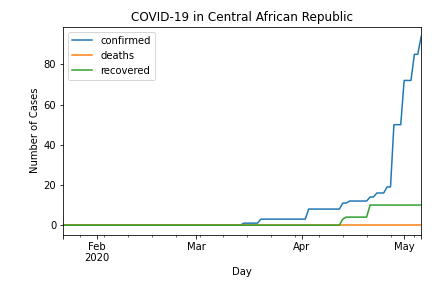 COVID-19 in Central African Republic
confirmed
deaths
recovered
Number of Cases
80
60
40
20
0
Feb
2020
Mar
Apr
May
Day